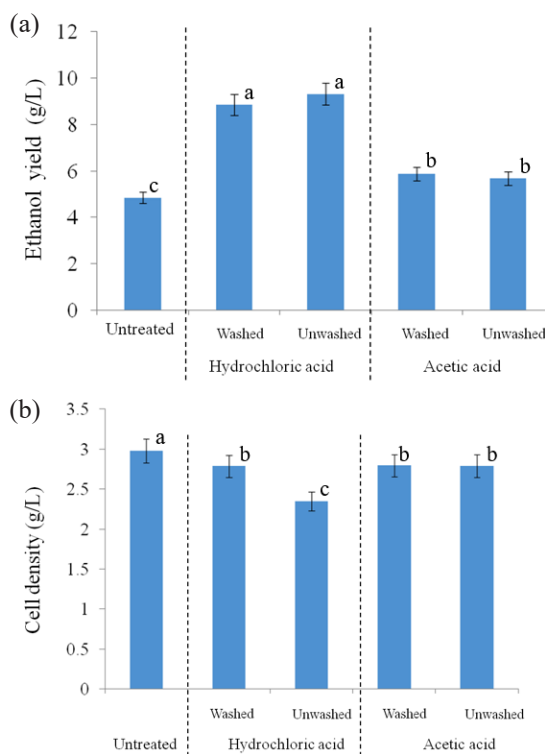 (a)
Ethanol yield (g/L)
12
10
8
6
4
2
0
c
a
a
b
b
Untreated
Washed
Unwashed
Washed
Unwashed
Hydrochloric acid
Acetic acid
(b)
Cell density (g/L)
3.5
3
2.5
2
1.5
1
0.5
0
a
b
c
b
b
Washed
Unwashed
Washed
Unwashed
Untreated
Hydrochloric acid
Acetic acid